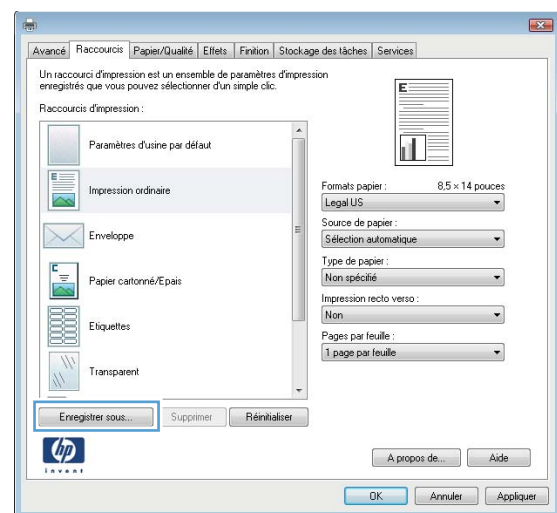 Avancé Raccourcis Papier/Qualité Effets Finition Stockage des tâches Services
Un raccourci d'impression est un ensemble de paramètres d'impression
enregistrés que vous pouvez sélectionner d'un simple clic.
Raccourcis d'impression :
Paramètres d'usine par défaut
Impression ordinaire
Enveloppe
Papier cartonné/Epais
Etiquettes
Transparent
Enregistrer sous... Supprimer Réinitialiser
E
Formats papier : 8,5 × 14 pouces
Legal US
Source de papier :
Sélection automatique
Type de papier :
Non spécifié
Impression recto verso :
Non
Pages par feuille :
1 page par feuille
hp
invent
A propos de... Aide
OK Annuler Appliquer